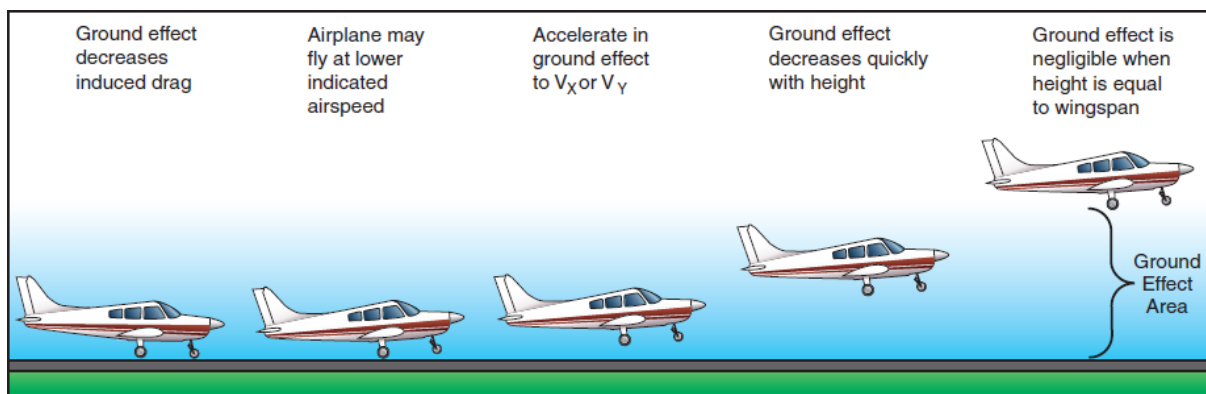 Ground effect
decreases
induced drag
Airplane may
fly at lower
indicated
airspeed
Accelerate in
ground effect
to VX or VY
Ground effect
decreases quickly
with height
Ground effect is
negligible when
height is equal
to wingspan
Ground
Effect
Area